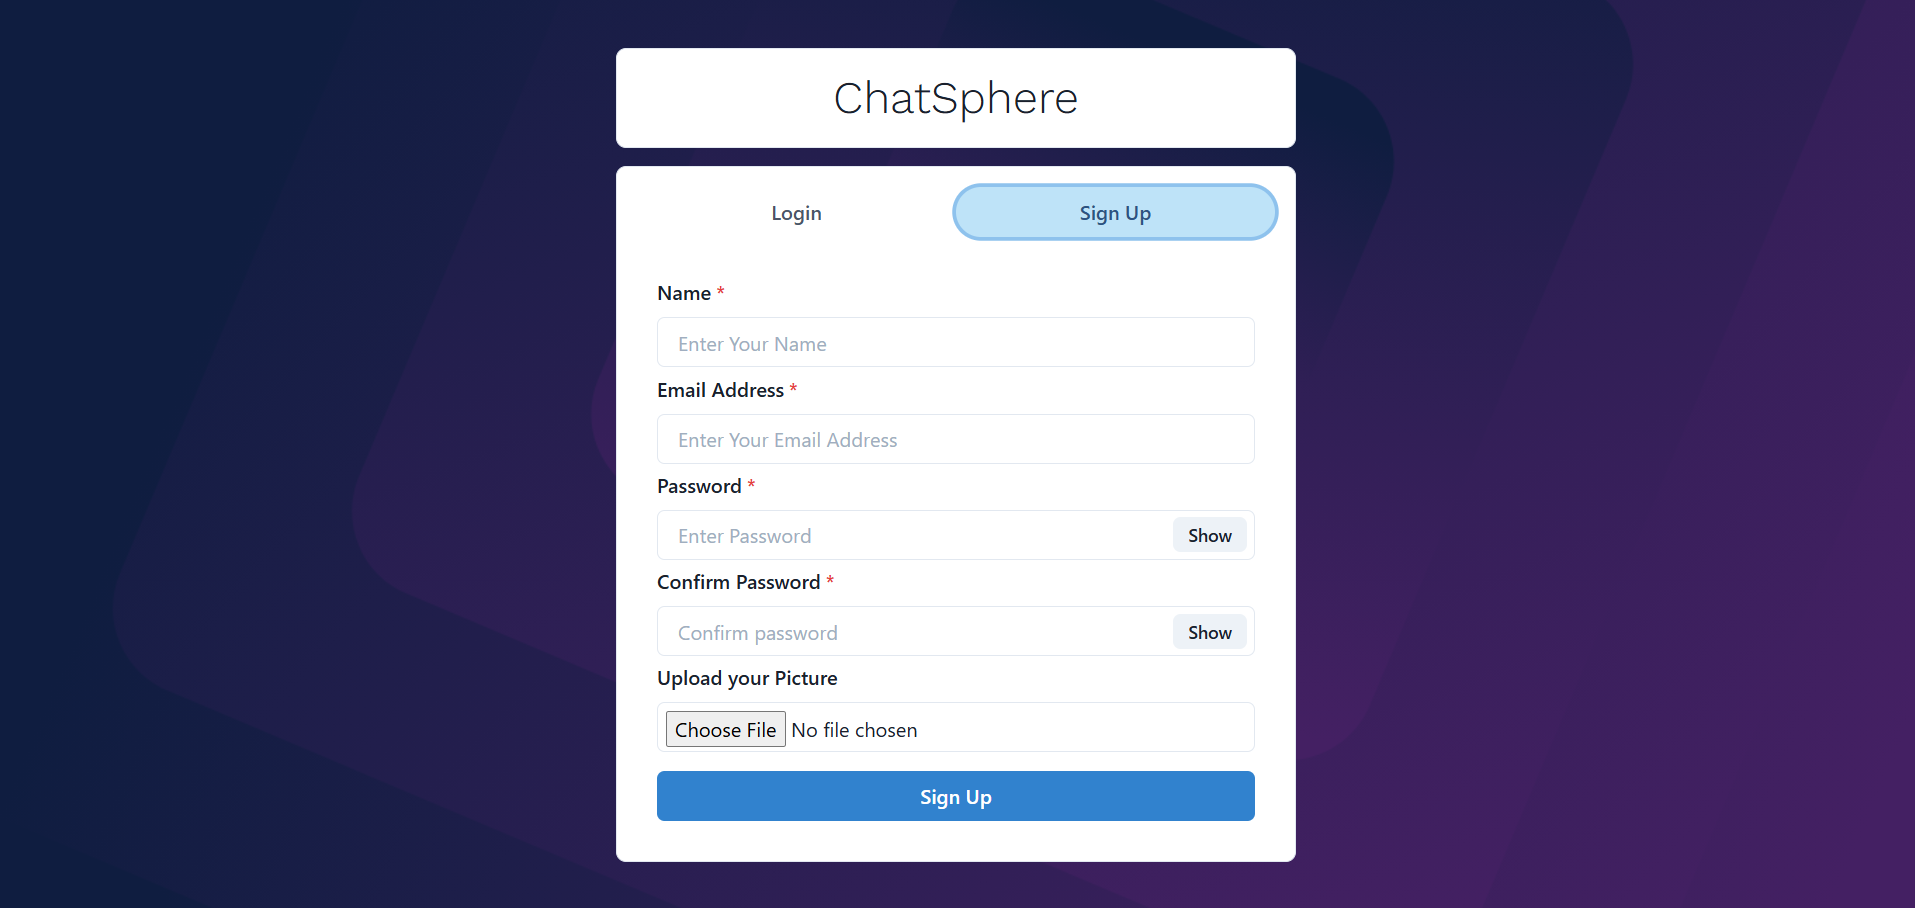 ChatSphere
Login Sign Up
Name *
Enter Your Name
Email Address *
Enter Your Email Address
Password *
Enter Password Show
Confirm Password *
Confirm password Show
Upload your Picture
Choose File No file chosen
Sign Up